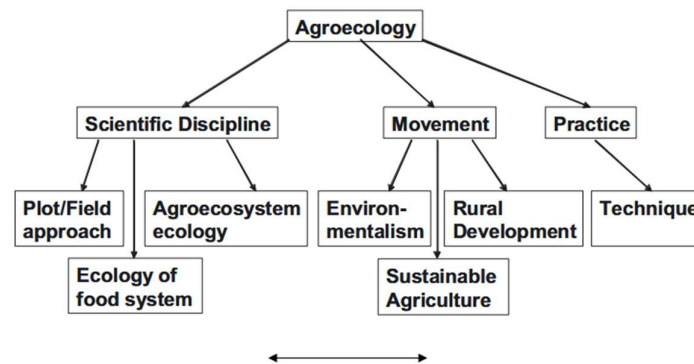 Agroecology
Scientific Discipline
Movement
Practice
Plot/Field
approach
Agroecosystem
ecology
Environ-
mentalism
Rural
Development
Technique
Ecology of
food system
Sustainable
Agriculture